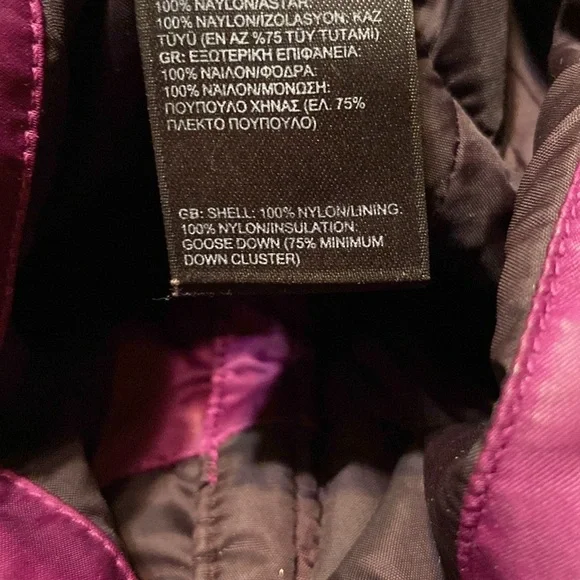 100% NAYLON/ASTAR:
100% NAYLON/İZOLASYON: KAZ
TÜYÜ (EN AZ %75 TÜY TUTAMI)
GR: ΕΞΩΤΕΡΙΚΗ ΕΠΙΦΑΝΕΙΑ:
100% ΝΑΙΛΟΝ/ΦΟΔΡΑ:
100% ΝΑΙΛΟΝ/ΜΟΝΩΣΗ:
ΠΟΥΠΟΥΛΟ ΧΗΝΑΣ (ΕΛ. 75%
ΠΛΕΚΤΟ ΠΟΥΠΟΥΛΟ)
GB: SHELL: 100% NYLON/LINING:
100% NYLON/INSULATION:
GOOSE DOWN (75% MINIMUM
DOWN CLUSTER)